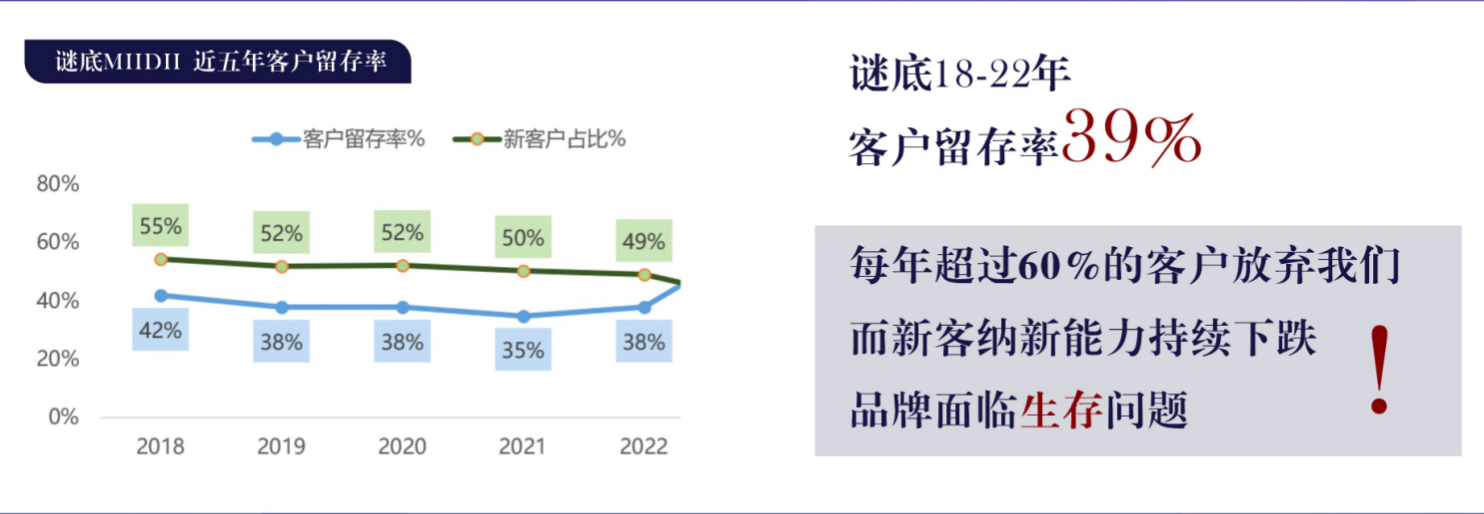 谜底MIIDII 近五年客户留存率
客户留存率% 新客户占比%
80%
60%
40%
20%
0%
55% 52% 52% 50% 49%
42% 38% 38% 35% 38%
2018 2019 2020 2021 2022
谜底18-22年
客户留存率39%
每年超过60%的客户放弃我们
而新客纳新能力持续下跌
品牌面临生存问题
!